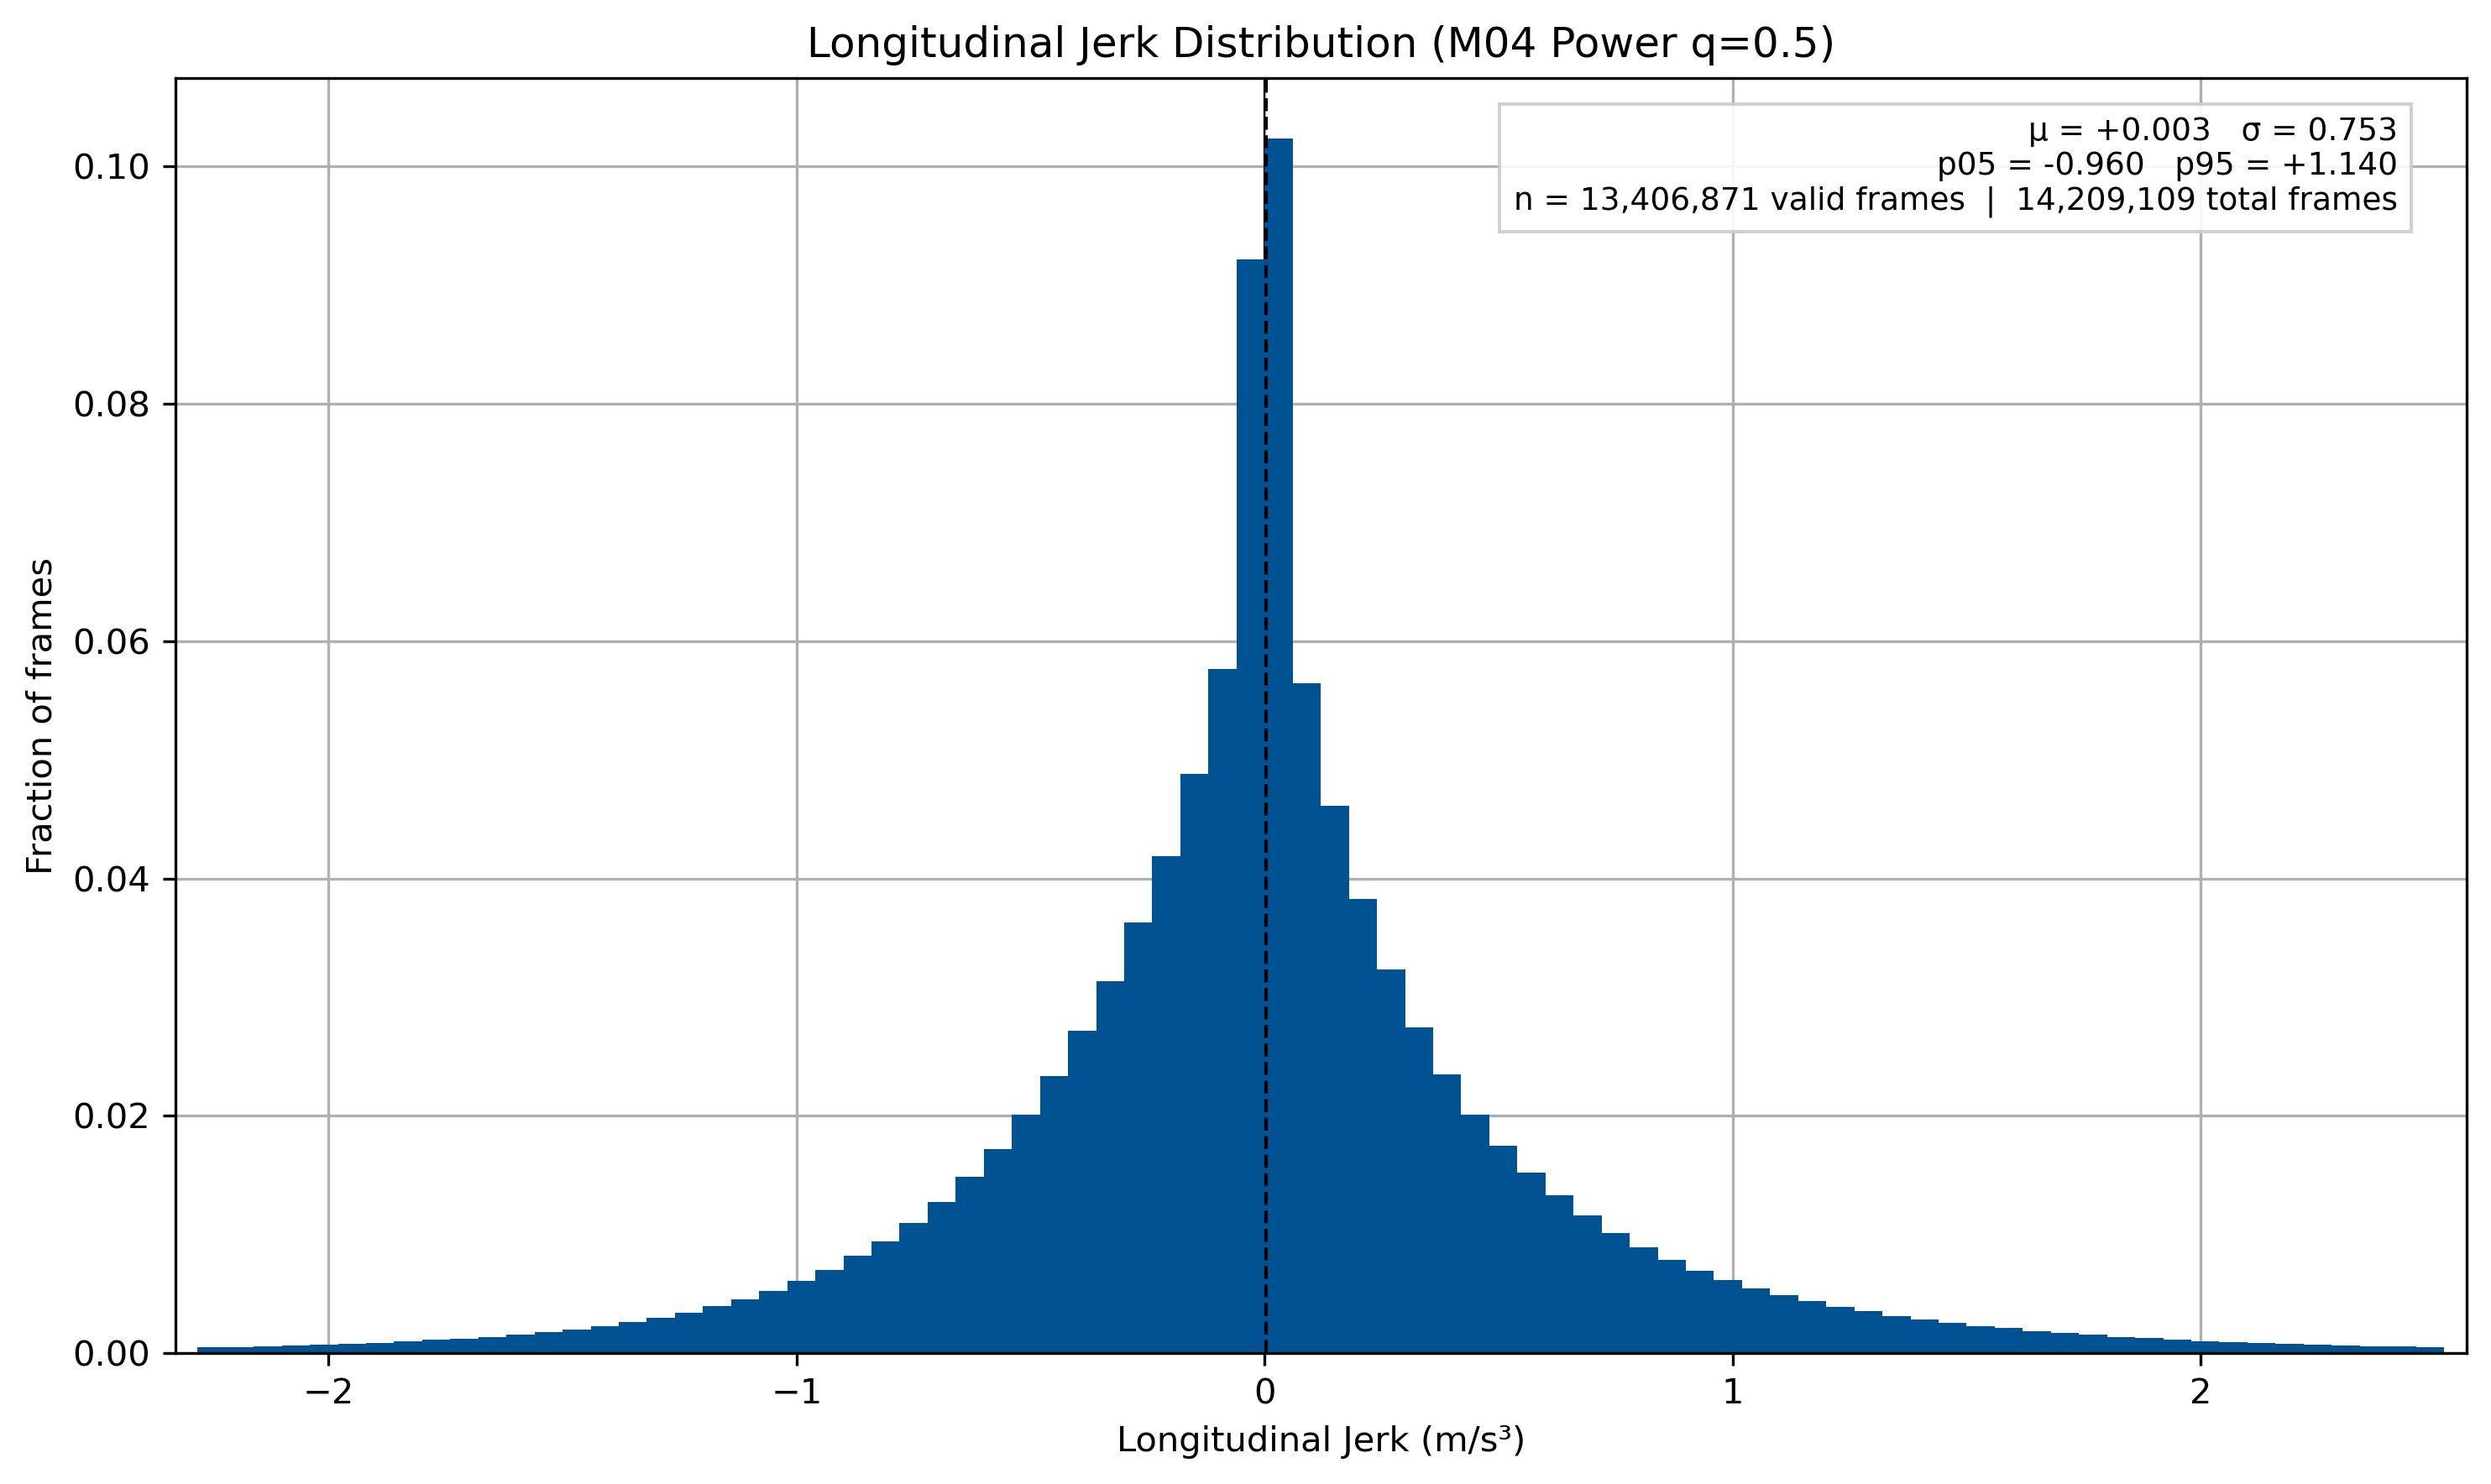 Longitudinal Jerk Distribution (M04 Power q=0.5)
μ = +0.003   σ = 0.753
p05 = -0.960   p95 = +1.140
n = 13,406,871 valid frames  |  14,209,109 total frames
Fraction of frames
0.10
0.08
0.06
0.04
0.02
0.00
−2
−1
0
1
2
Longitudinal Jerk (m/s³)